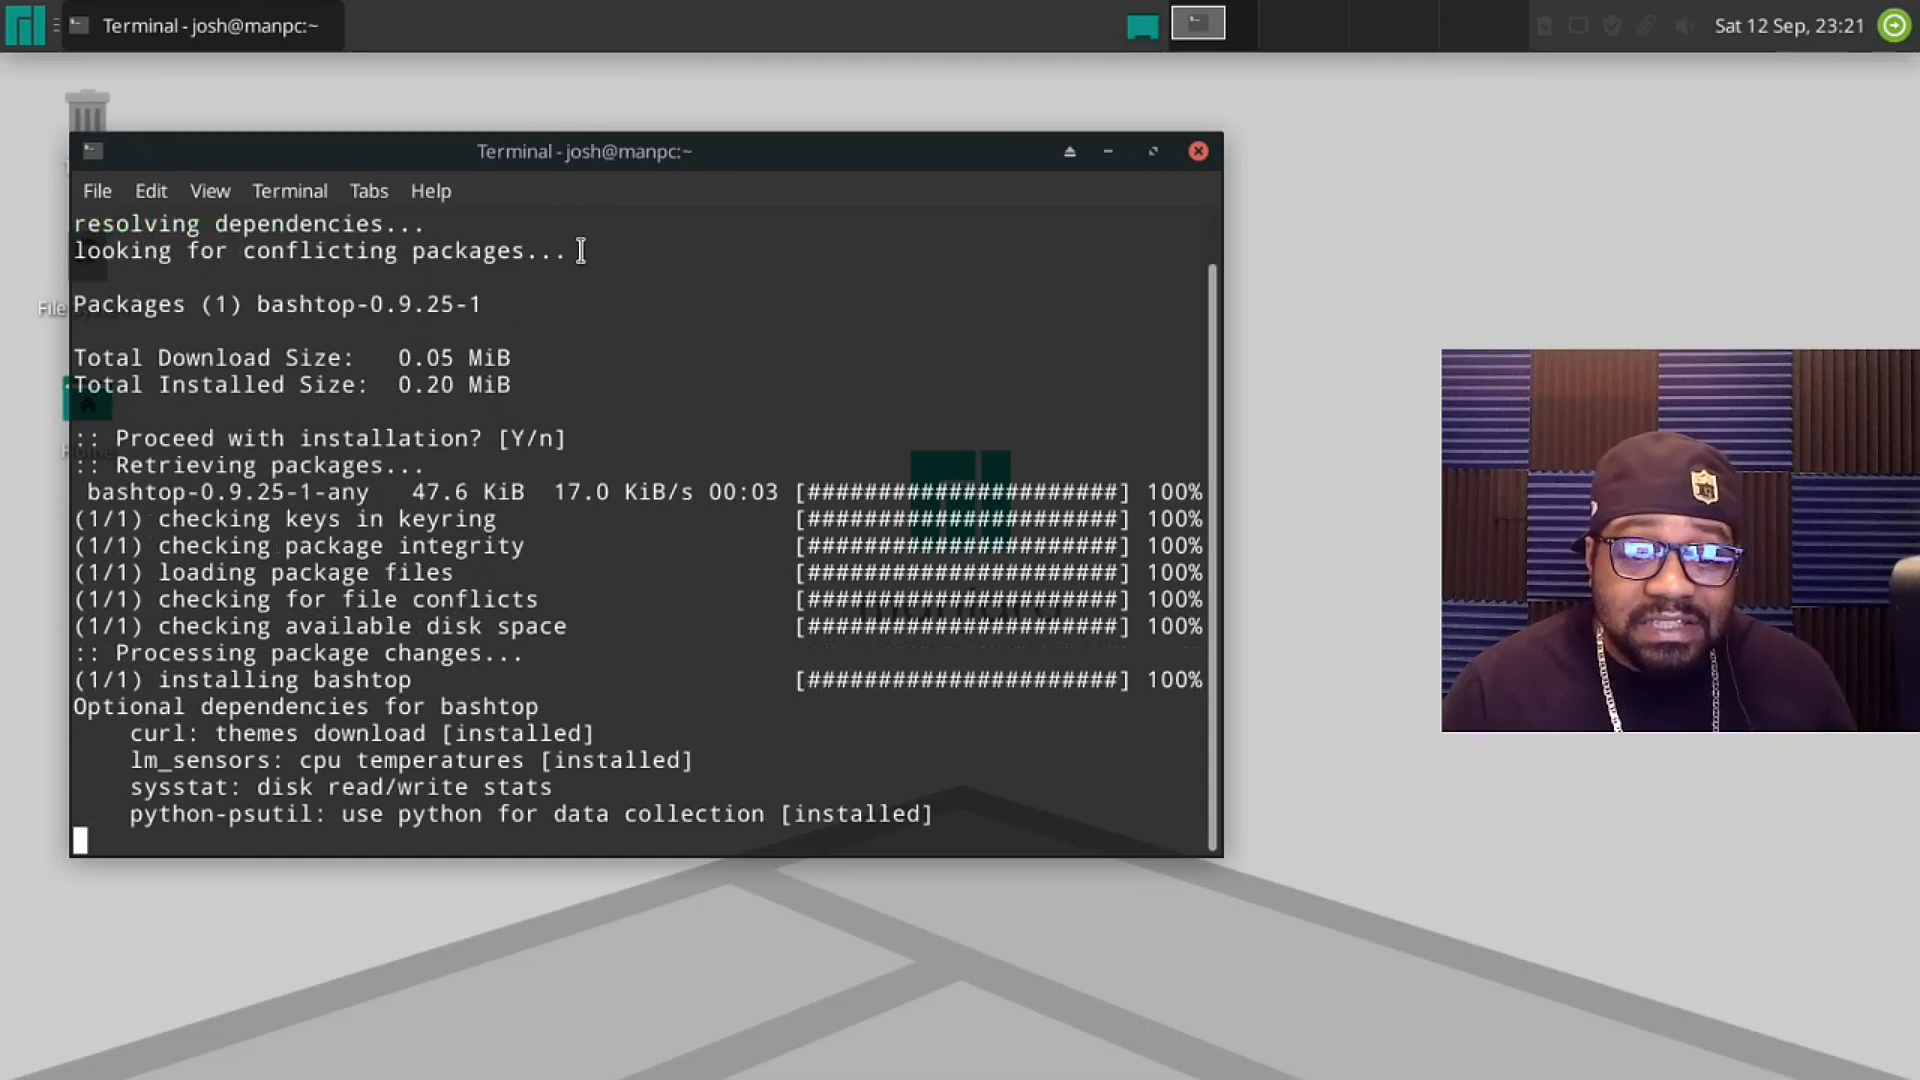 Terminal - josh@manpc:~
Sat 12 Sep, 23:21
Terminal - josh@manpc:~
File Edit View Terminal Tabs Help
resolving dependencies...
looking for conflicting packages...
Packages (1) bashtop-0.9.25-1
Total Download Size: 0.05 MiB
Total Installed Size: 0.20 MiB
:: Proceed with installation? [Y/n]
:: Retrieving packages...
bashtop-0.9.25-1-any 47.6 KiB 17.0 KiB/s 00:03 [######################] 100%
(1/1) checking keys in keyring [######################] 100%
(1/1) checking package integrity [######################] 100%
(1/1) loading package files [######################] 100%
(1/1) checking for file conflicts [######################] 100%
(1/1) checking available disk space [######################] 100%
:: Processing package changes...
(1/1) installing bashtop [######################] 100%
Optional dependencies for bashtop
curl: themes download [installed]
lm_sensors: cpu temperatures [installed]
sysstat: disk read/write stats
python-psutil: use python for data collection [installed]